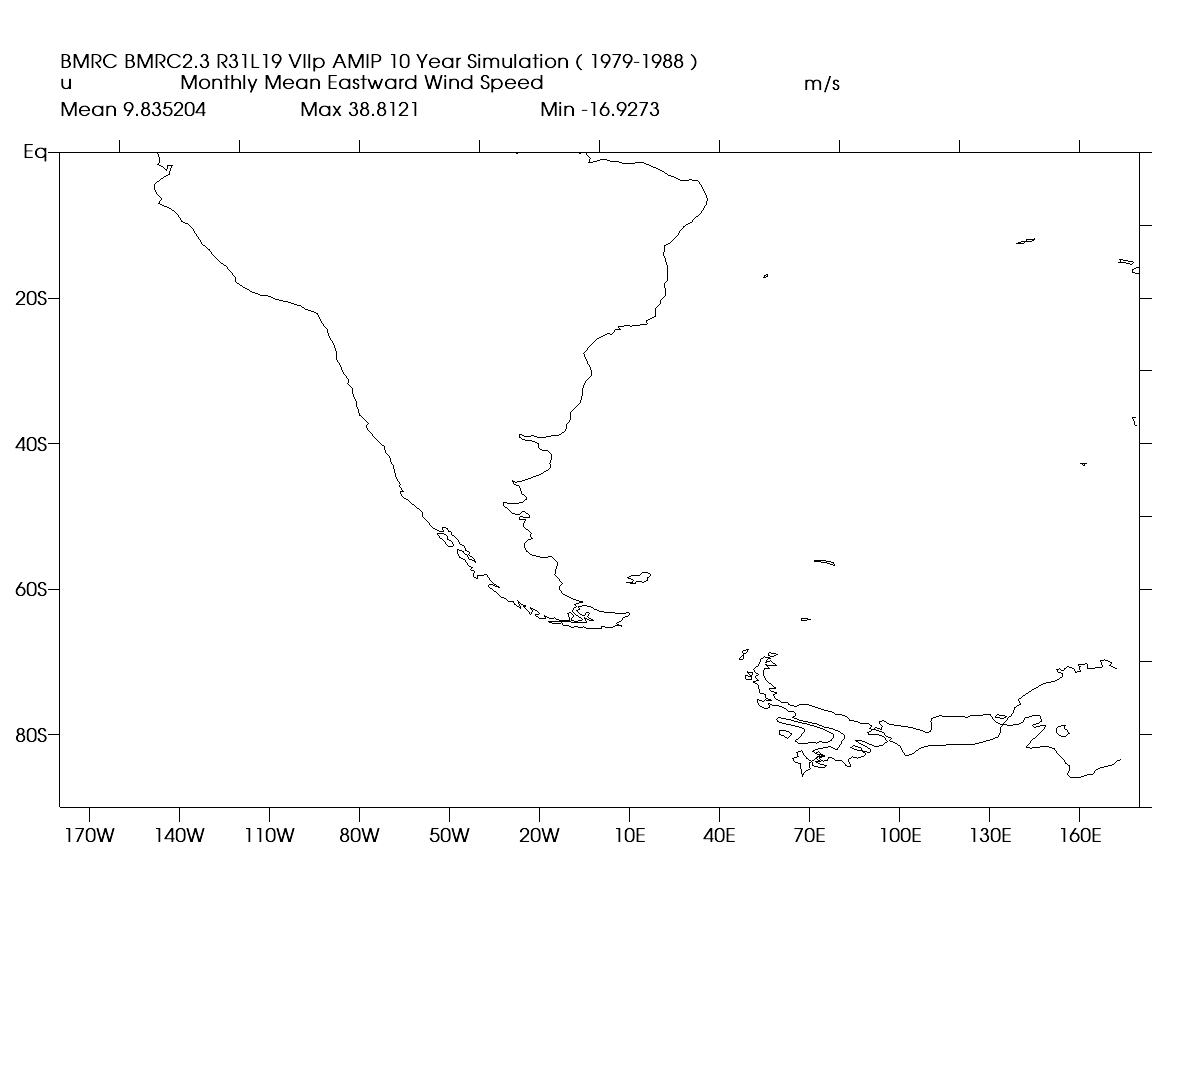 BMRC BMRC2.3 R31L19 VIIp AMIP 10 Year Simulation ( 1979-1988 )
u Monthly Mean Eastward Wind Speed m/s
Mean 9.835204 Max 38.8121 Min -16.9273
Eq
20S
40S
60S
80S
170W 140W 110W 80W 50W 20W 10E 40E 70E 100E 130E 160E